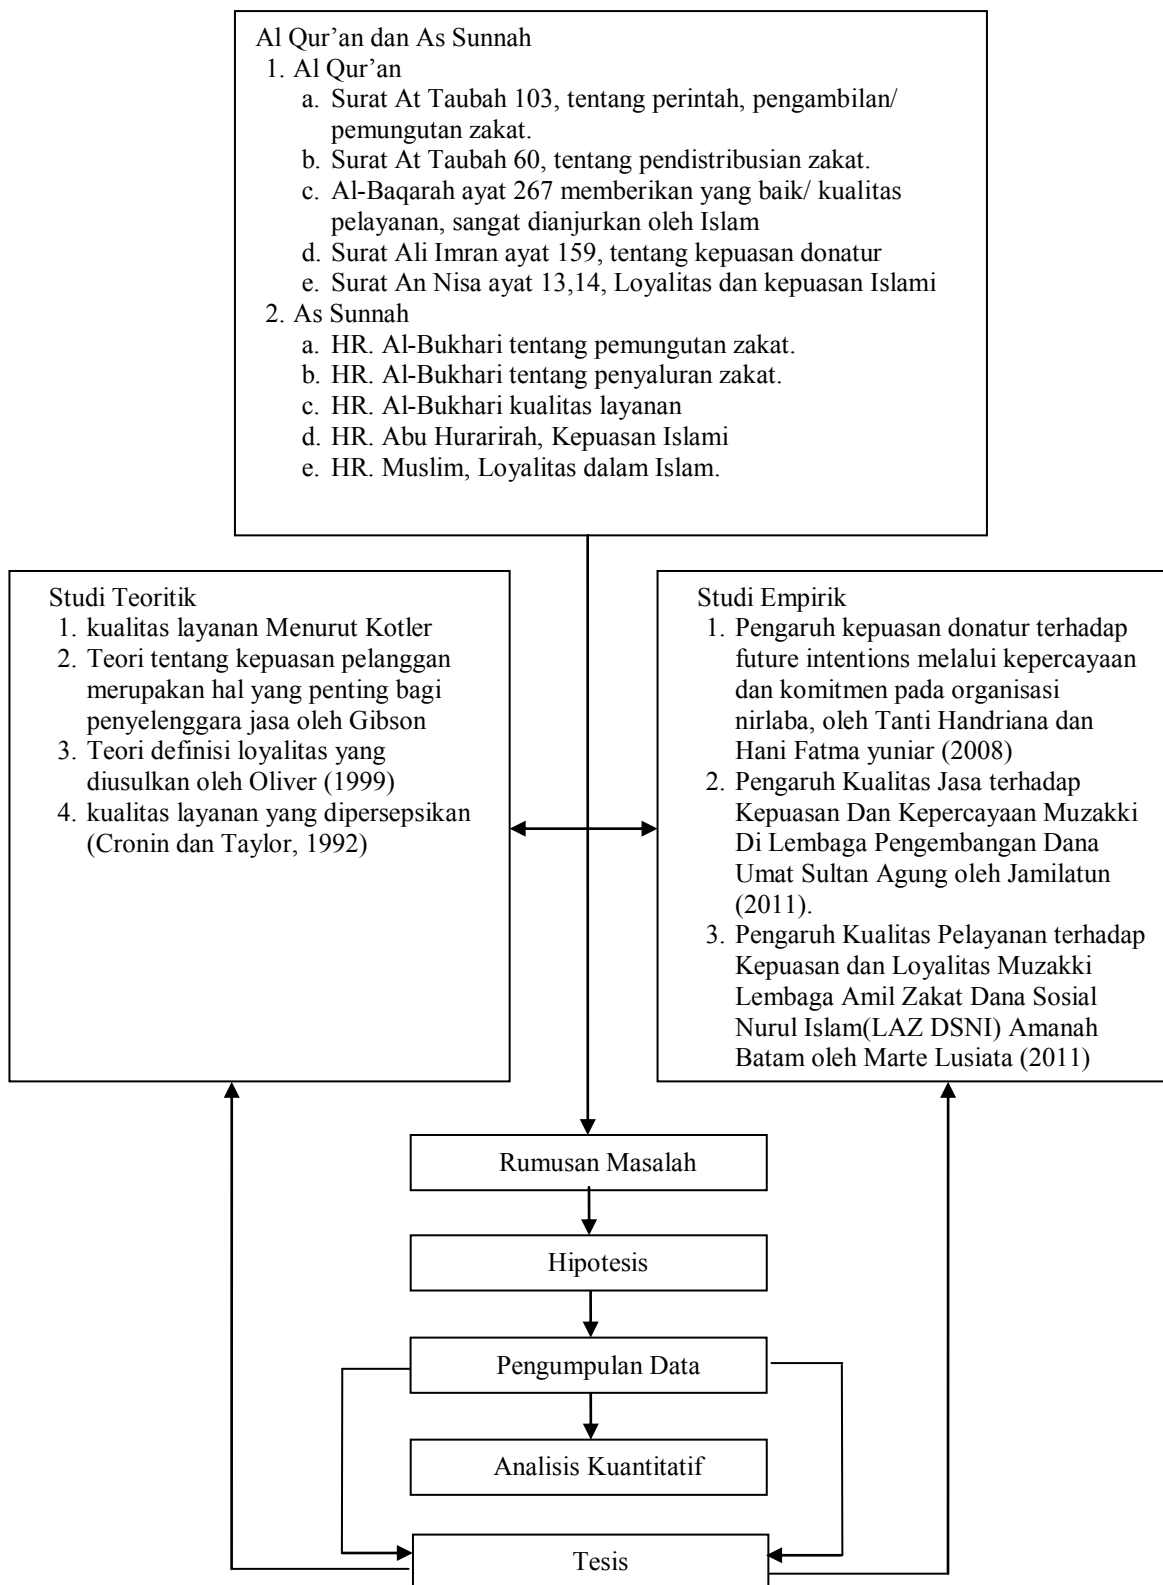 Al Qur’an dan As Sunnah
1. Al Qur’an
a. Surat At Taubah 103, tentang perintah, pengambilan/
pemungutan zakat.
b. Surat At Taubah 60, tentang pendistribusian zakat.
c. Al-Baqarah ayat 267 memberikan yang baik/ kualitas
pelayanan, sangat dianjurkan oleh Islam
d. Surat Ali Imran ayat 159, tentang kepuasan donatur
e. Surat An Nisa ayat 13,14, Loyalitas dan kepuasan Islami
2. As Sunnah
a. HR. Al-Bukhari tentang pemungutan zakat.
b. HR. Al-Bukhari tentang penyaluran zakat.
c. HR. Al-Bukhari kualitas layanan
d. HR. Abu Hurarirah, Kepuasan Islami
e. HR. Muslim, Loyalitas dalam Islam.
Studi Teoritik
1. kualitas layanan Menurut Kotler
2. Teori tentang kepuasan pelanggan
merupakan hal yang penting bagi
penyelenggara jasa oleh Gibson
3. Teori definisi loyalitas yang
diusulkan oleh Oliver (1999)
4. kualitas layanan yang dipersepsikan
(Cronin dan Taylor, 1992)
Studi Empirik
1. Pengaruh kepuasan donatur terhadap
future intentions melalui kepercayaan
dan komitmen pada organisasi
nirlaba, oleh Tanti Handriana dan
Hani Fatma yuniar (2008)
2. Pengaruh Kualitas Jasa terhadap
Kepuasan Dan Kepercayaan Muzakki
Di Lembaga Pengembangan Dana
Umat Sultan Agung oleh Jamilatun
(2011).
3. Pengaruh Kualitas Pelayanan terhadap
Kepuasan dan Loyalitas Muzakki
Lembaga Amil Zakat Dana Sosial
Nurul Islam(LAZ DSNI) Amanah
Batam oleh Marte Lusiata (2011)
Rumusan Masalah
Hipotesis
Pengumpulan Data
Analisis Kuantitatif
Tesis